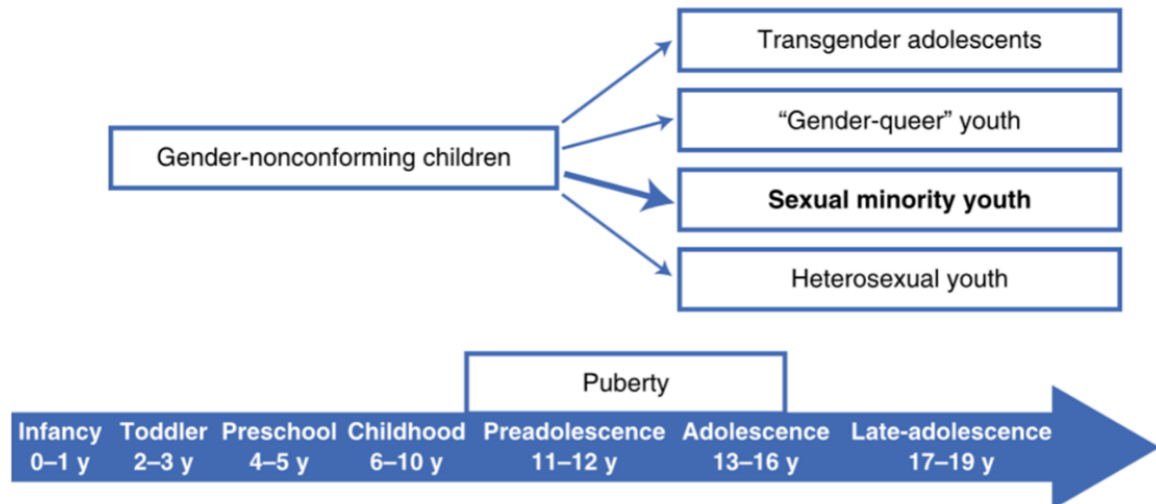 Transgender adolescents
“Gender-queer” youth
Gender-nonconforming children
Sexual minority youth
Heterosexual youth
Puberty
Infancy Toddler Preschool Childhood Preadolescence Adolescence Late-adolescence
0–1 y 2–3 y 4–5 y 6–10 y 11–12 y 13–16 y 17–19 y